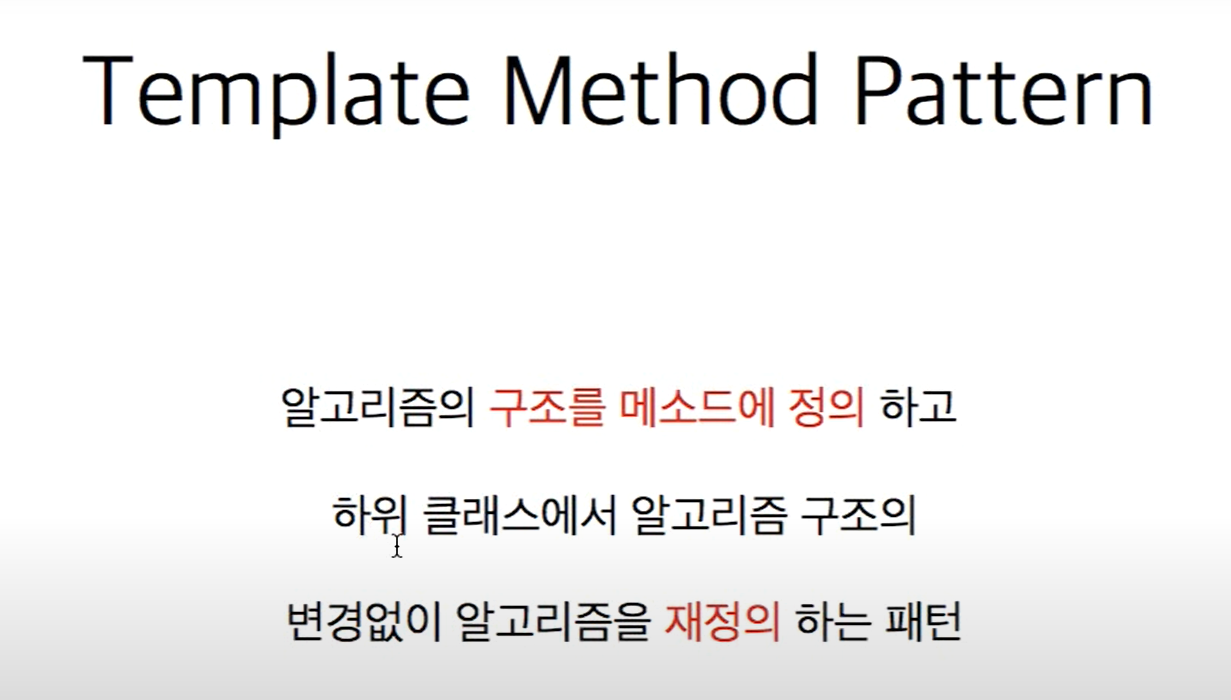 Template Method Pattern
알고리즘의 구조를 메소드에 정의 하고
하위 클래스에서 알고리즘 구조의
변경없이 알고리즘을 재정의 하는 패턴